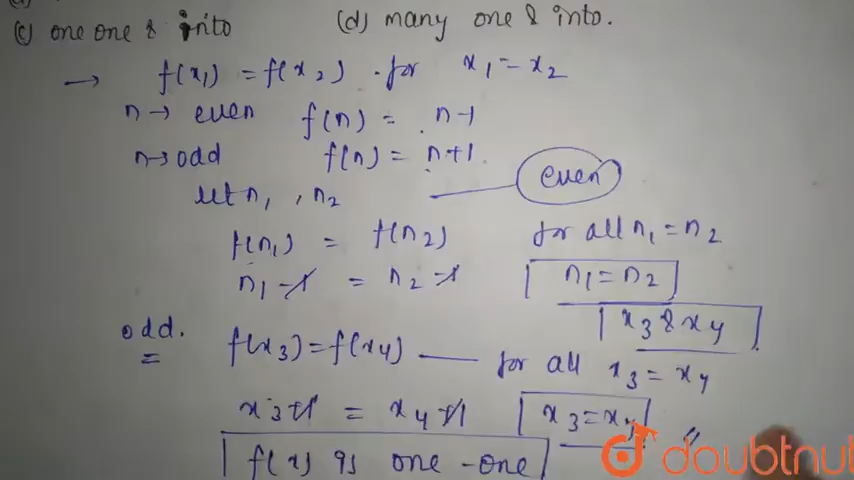 (c) one one & into (d) many one & into.
→ f(x₁) = f(x₂) . for x₁ = x₂
n → even f(n) = n-1
n → odd f(n) = n+1
let n₁ , n₂ even
f(n₁) = f(n₂) for all n₁ = n₂
n₁ -1 = n₂ -1 n₁ = n₂
x₃ & x₄
odd. f(x₃) = f(x₄) for all x₃ = x₄
x₃ +1 = x₄ +1 x₃ = x₄
f(x) is one - one
doubtnut